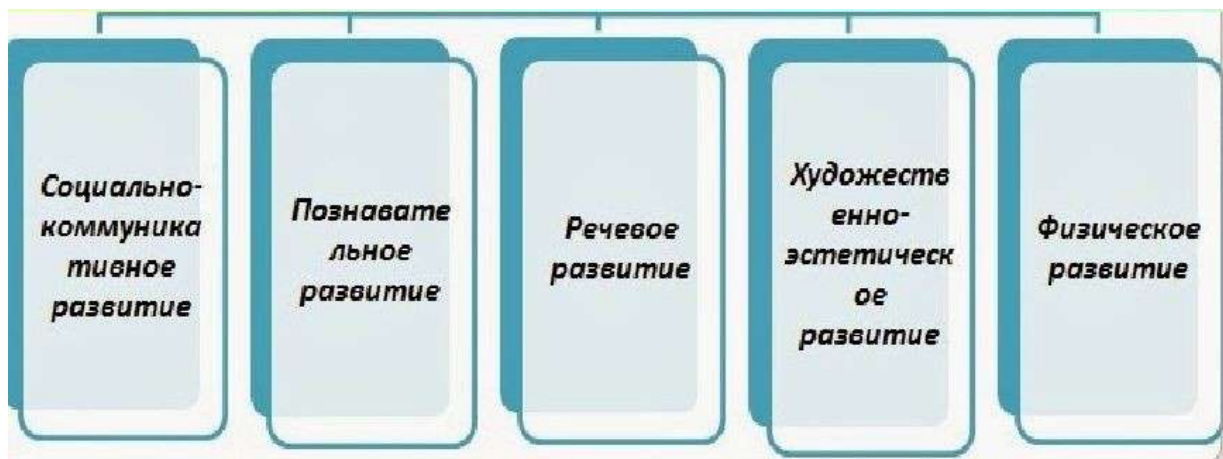 Социально-
коммуника
тивное
развитие
Познавате
льное
развитие
Речевое
развитие
Художеств
енно-
эстетическ
ое
развитие
Физическое
развитие